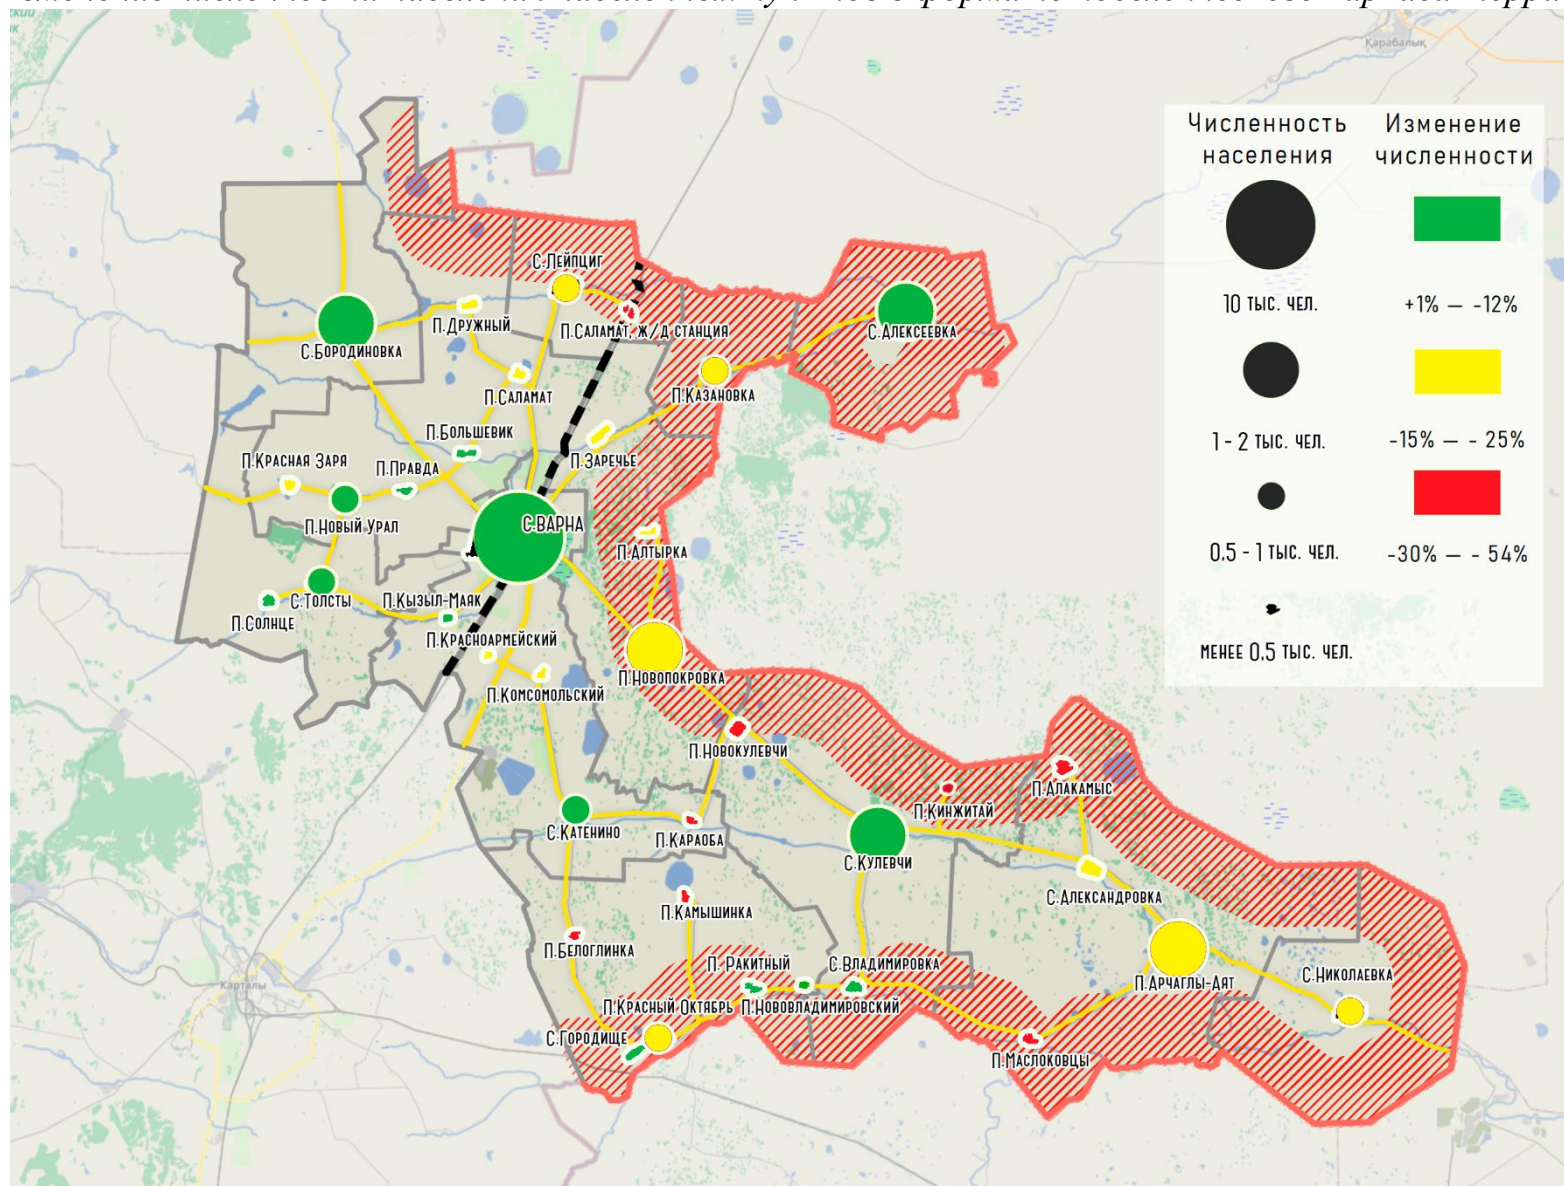 Карабалык
Численность
населения
Изменение
численности
10 тыс. чел.
+1% — -12%
1 - 2 тыс. чел.
-15% — - 25%
0,5 - 1 тыс. чел.
-30% — - 54%
менее 0,5 тыс. чел.
с.Лейпциг
п.Дружный
п.Саламат, ж/д станция
с.Алексеевка
с.Бородиновка
п.Саламат
п.Казановка
п.Большевик
п.Красная Заря
п.Правда
п.Заречье
с.ВАРНА
п.Новый Урал
п.Алтырка
с.Толсты
п.Кызыл-Маяк
п.Солнце
п.Красноармейский
п.Новопокровка
п.Комсомольский
п.Новокулевчи
п.Кинжитай
п.Алакамыс
с.Катенино
п.Караоба
с.Кулевчи
с.Александровка
п.Камышинка
п.Белоглинка
п. Ракитный
с.Владимировка
с.Николаевка
п.Арчаглы-Аят
Карталы
п.Красный Октябрь
п.Нововладимировский
с.Городище
п.Маслоковцы